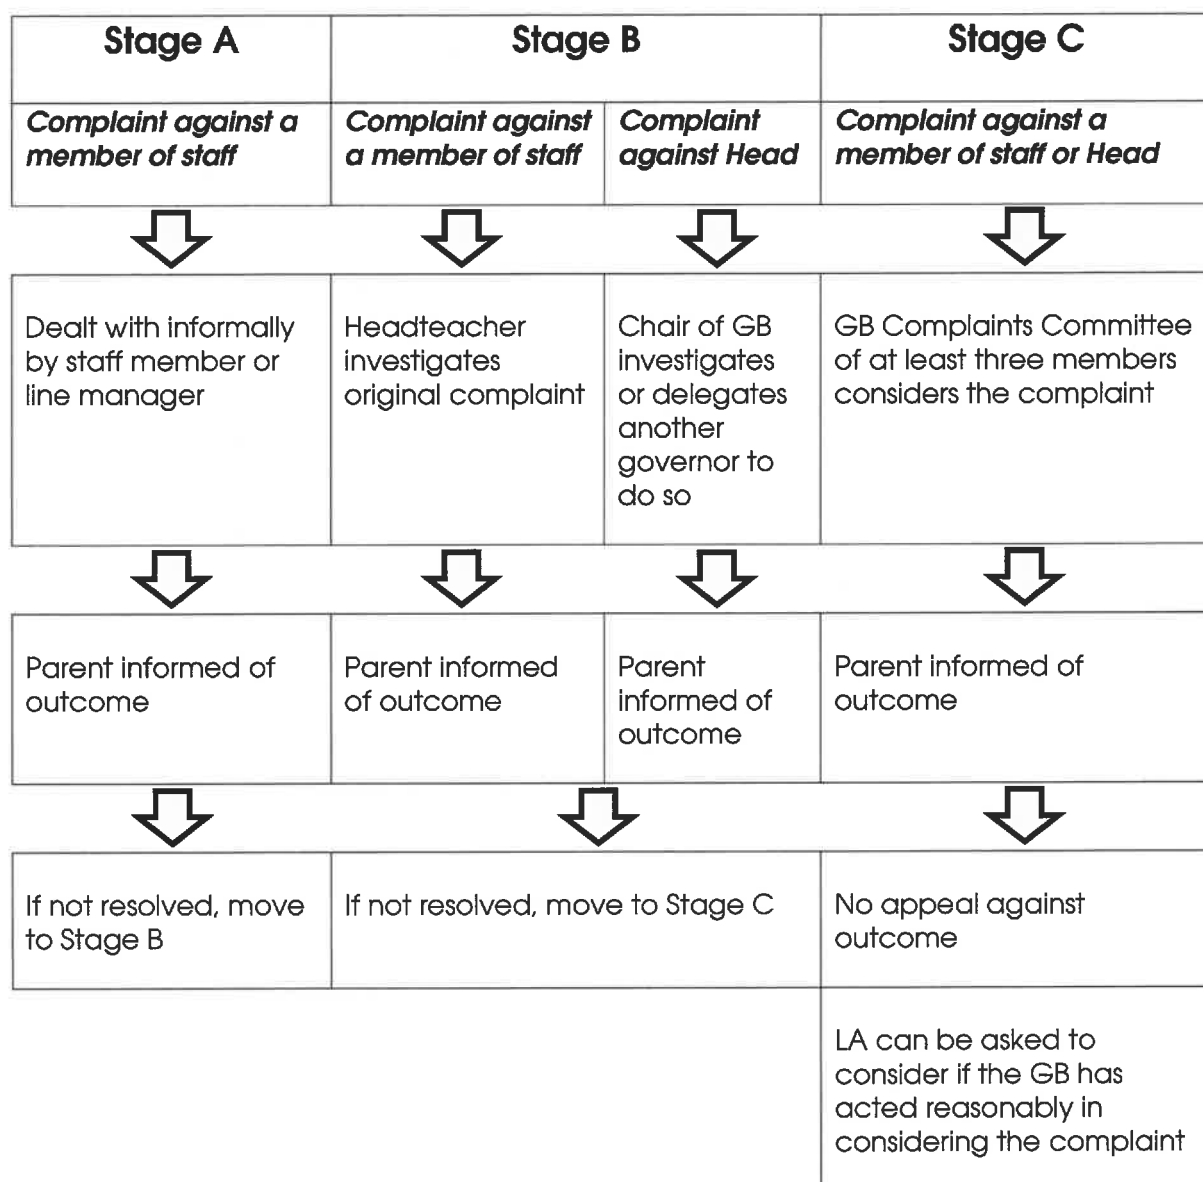 Stage A
Stage B
Stage C
Complaint against a
member of staff
Complaint against
a member of staff
Complaint
against Head
Complaint against a
member of staff or Head
Dealt with informally
by staff member or
line manager
Headteacher
investigates
original complaint
Chair of GB
investigates
or delegates
another
governor to
do so
GB Complaints Committee
of at least three members
considers the complaint
Parent informed of
outcome
Parent informed
of outcome
Parent
informed of
outcome
Parent informed of
outcome
If not resolved, move
to Stage B
If not resolved, move to Stage C
No appeal against
outcome
LA can be asked to
consider if the GB has
acted reasonably in
considering the complaint